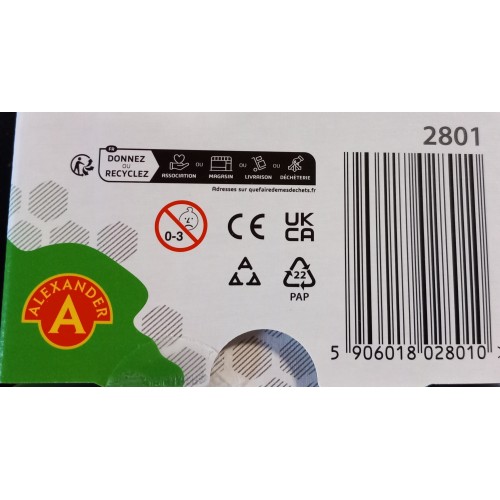 2801
FR
DONNEZ
OU
RECYCLEZ
OU
ASSOCIATION
OU
MAGASIN
OU
LIVRAISON
OU
DÉCHÈTERIE
Adresses sur quefairedemesdechets.fr
0-3
CE
UK
CA
22
PAP
ALEXANDER
A
5 906018 028010 >